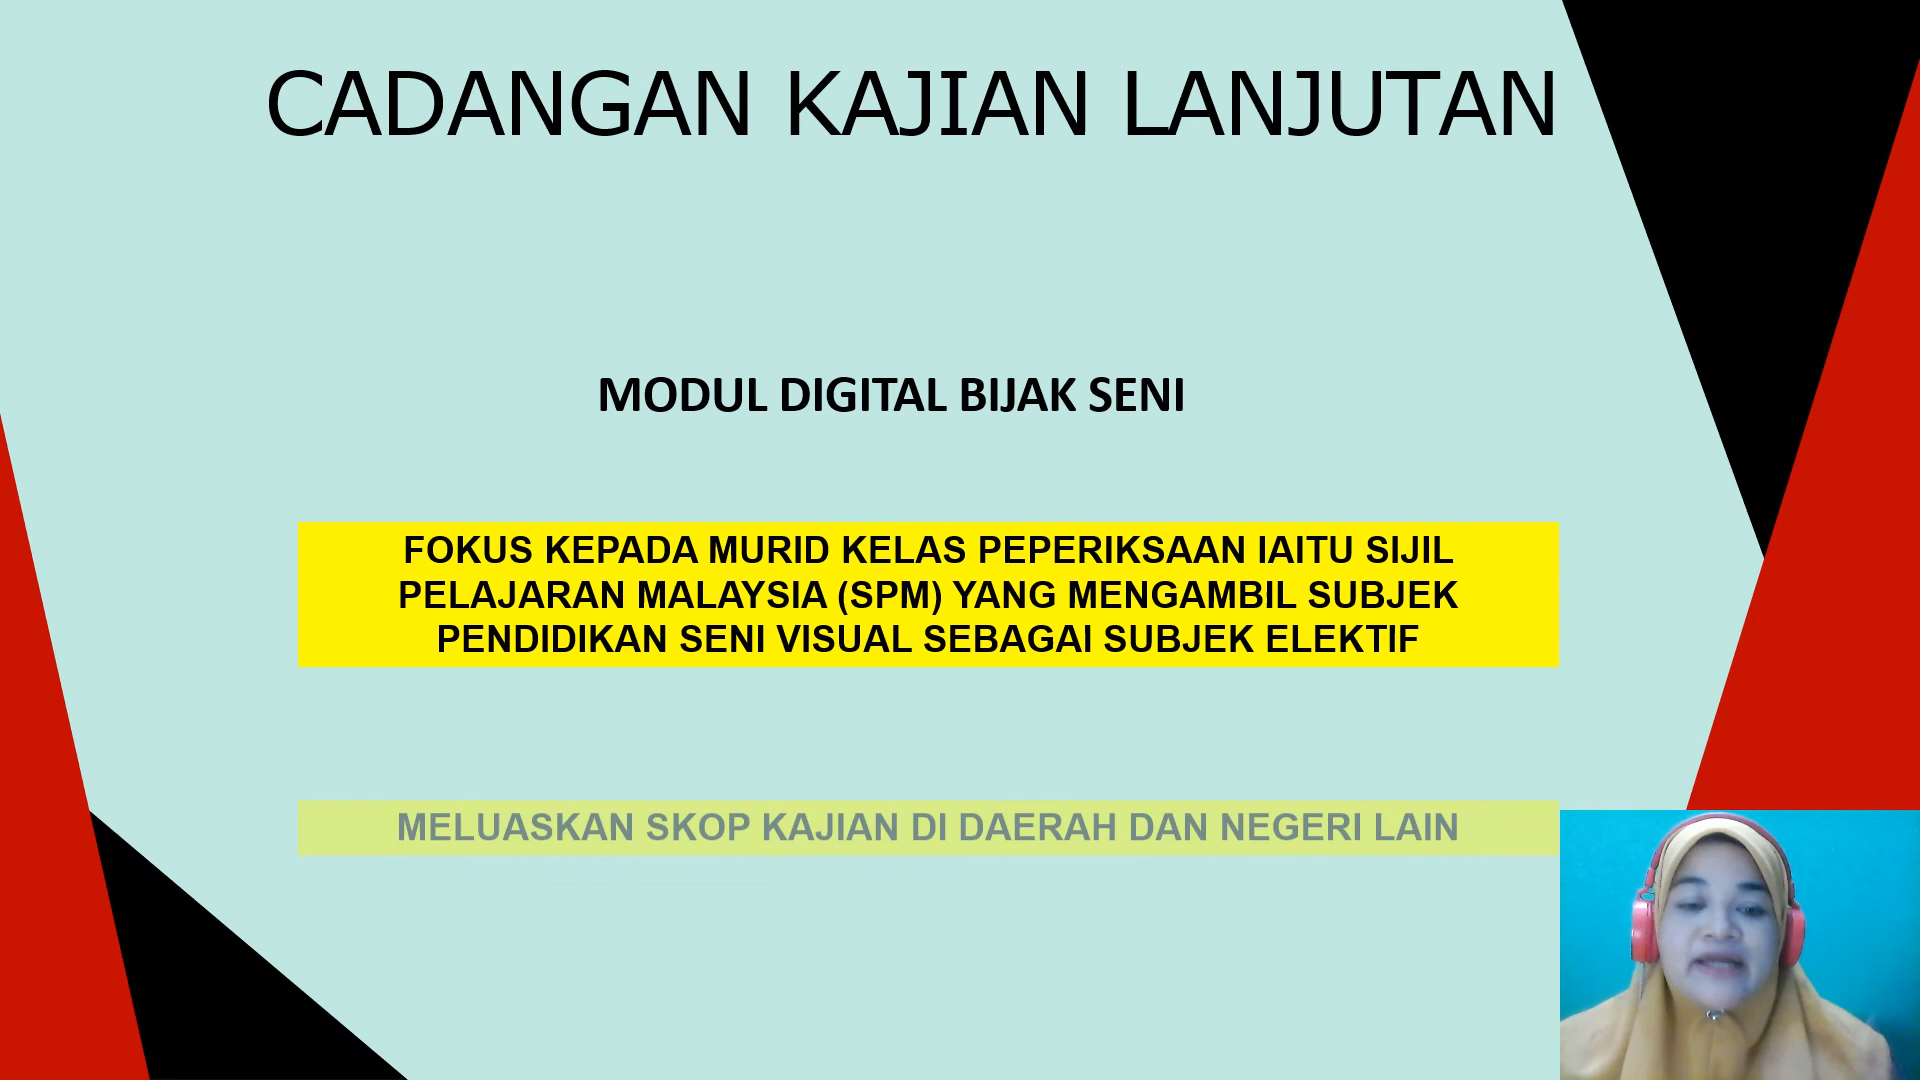 CADANGAN KAJIAN LANJUTAN
MODUL DIGITAL BIJAK SENI
FOKUS KEPADA MURID KELAS PEPERIKSAAN IAITU SIJIL
PELAJARAN MALAYSIA (SPM) YANG MENGAMBIL SUBJEK
PENDIDIKAN SENI VISUAL SEBAGAI SUBJEK ELEKTIF
MELUASKAN SKOP KAJIAN DI DAERAH DAN NEGERI LAIN